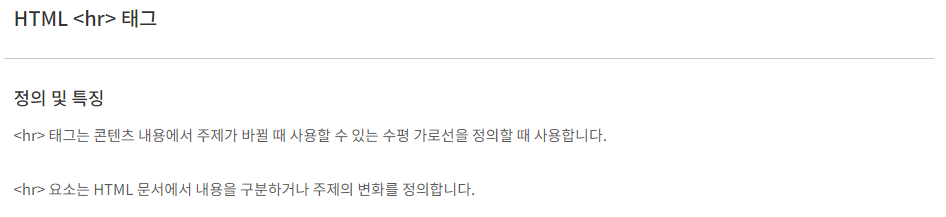 HTML <hr> 태그
정의 및 특징
<hr> 태그는 콘텐츠 내용에서 주제가 바뀔 때 사용할 수 있는 수평 가로선을 정의할 때 사용합니다.
<hr> 요소는 HTML 문서에서 내용을 구분하거나 주제의 변화를 정의합니다.